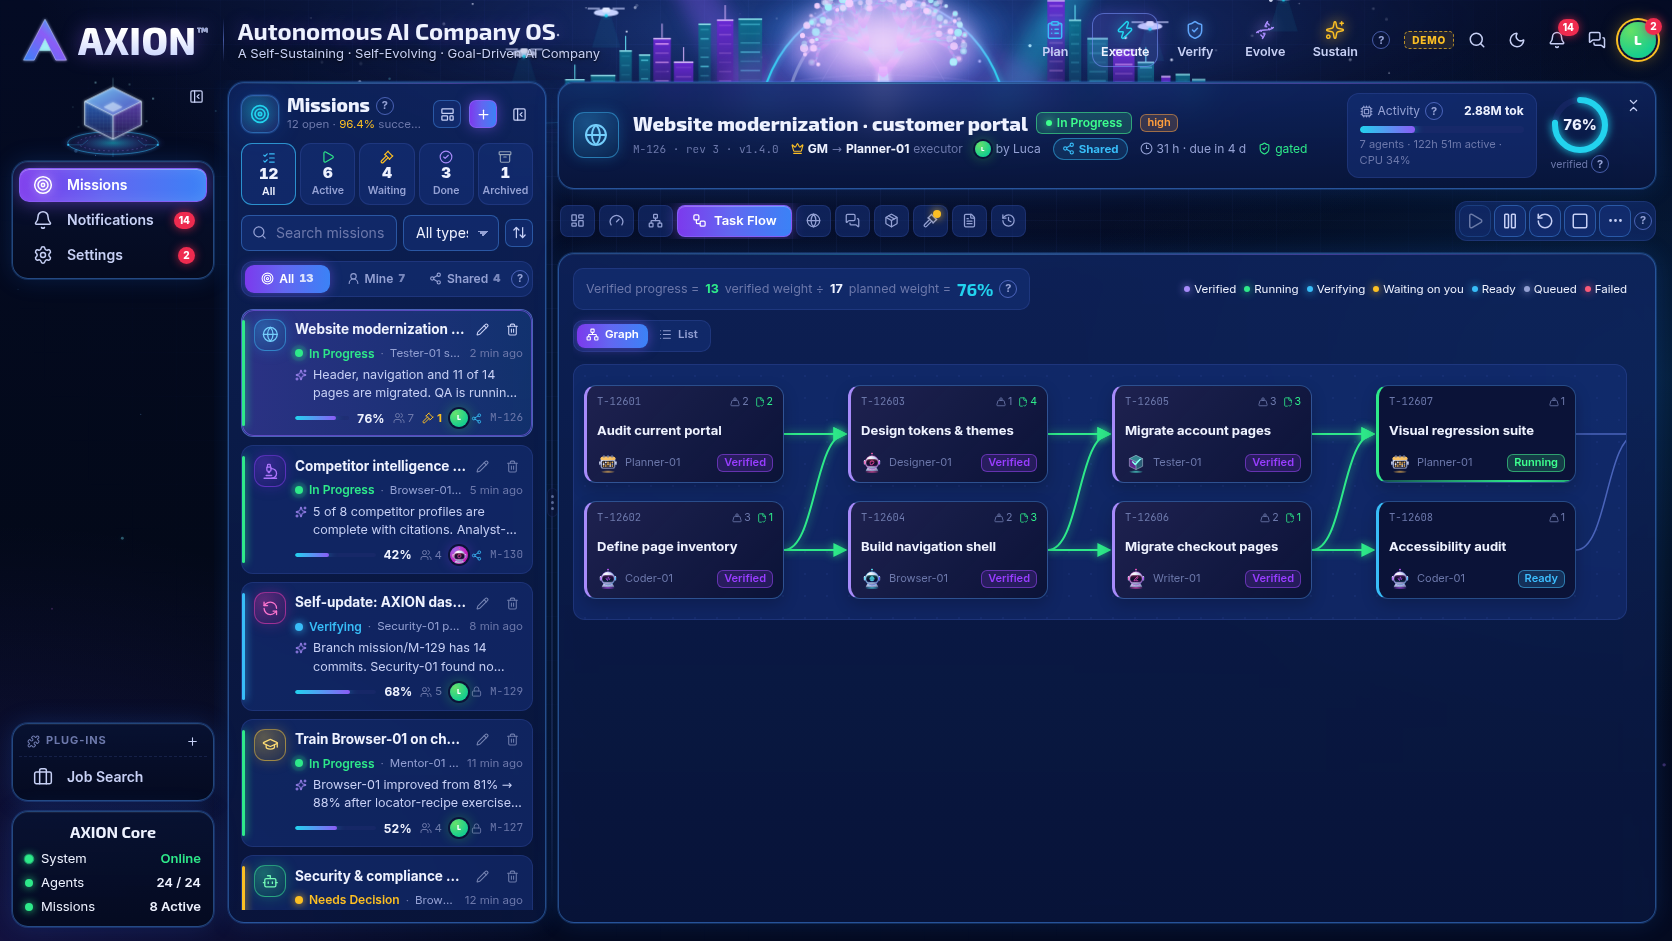 AXION™
Autonomous AI Company OS
A Self-Sustaining · Self-Evolving · Goal-Driven AI Company
Plan
Execute
Verify
Evolve
Sustain
?
DEMO
14
L
2
Missions
Notifications 14
Settings 2
PLUG-INS +
Job Search
AXION Core
System Online
Agents 24 / 24
Missions 8 Active
Missions ?
12 open · 96.4% succe...
12 All
6 Active
4 Waiting
3 Done
1 Archived
Search missions
All types
All 13
Mine 7
Shared 4
?
Website modernization ...
In Progress · Tester-01 s... 2 min ago
Header, navigation and 11 of 14
pages are migrated. QA is runnin...
76% 7 1 L M-126
Competitor intelligence ...
In Progress · Browser-01... 5 min ago
5 of 8 competitor profiles are
complete with citations. Analyst-...
42% 4 M-130
Self-update: AXION das...
Verifying · Security-01 p... 8 min ago
Branch mission/M-129 has 14
commits. Security-01 found no...
68% 5 L M-129
Train Browser-01 on ch...
In Progress · Mentor-01 ... 11 min ago
Browser-01 improved from 81% →
88% after locator-recipe exercise...
52% 4 L M-127
Security & compliance ...
Needs Decision · Brow... 12 min ago
Website modernization · customer portal In Progress high
M-126 · rev 3 · v1.4.0 GM → Planner-01 executor L by Luca Shared 31 h · due in 4 d gated
Activity ? 2.88M tok
7 agents · 122h 51m active ·
CPU 34%
76%
verified ?
Task Flow
?
Verified progress = 13 verified weight ÷ 17 planned weight = 76% ?
Verified Running Verifying Waiting on you Ready Queued Failed
Graph List
T-12601 2 2
Audit current portal
Planner-01 Verified
T-12603 1 4
Design tokens & themes
Designer-01 Verified
T-12605 3 3
Migrate account pages
Tester-01 Verified
T-12607 1
Visual regression suite
Planner-01 Running
T-12602 3 1
Define page inventory
Coder-01 Verified
T-12604 2 3
Build navigation shell
Browser-01 Verified
T-12606 2 1
Migrate checkout pages
Writer-01 Verified
T-12608 1
Accessibility audit
Coder-01 Ready